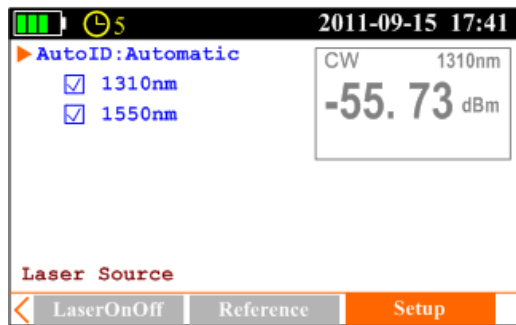 5 2011-09-15 17:41
AutoID:Automatic
1310nm
1550nm
CW 1310nm
-55.73 dBm
Laser Source
LaserOnOff Reference Setup